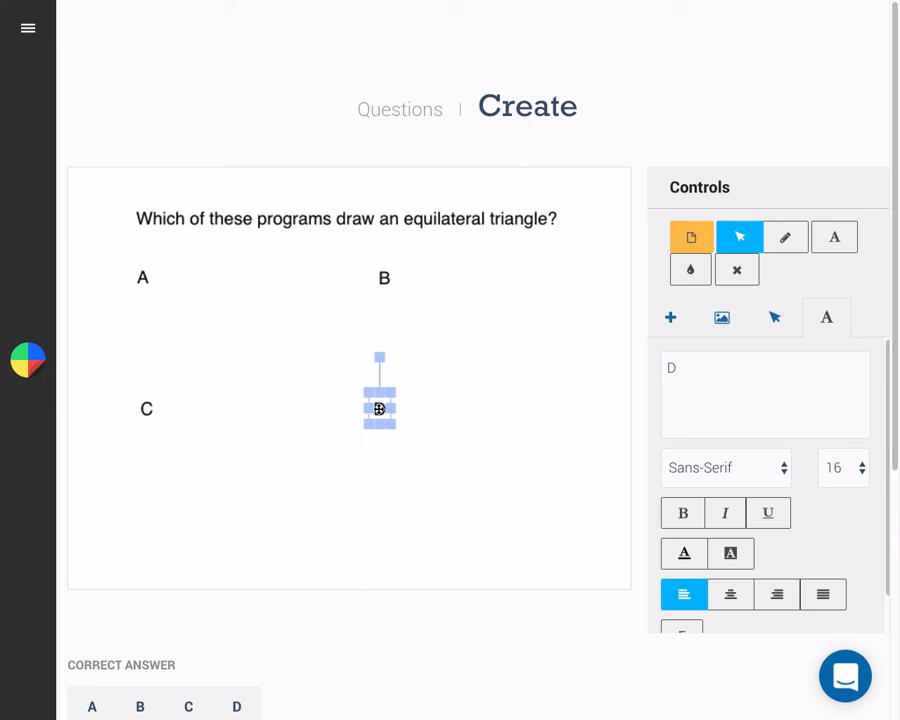 Questions | Create
Which of these programs draw an equilateral triangle?
A B
C D
Controls
A
A
D
Sans-Serif 16
B I U
A A
CORRECT ANSWER
A B C D